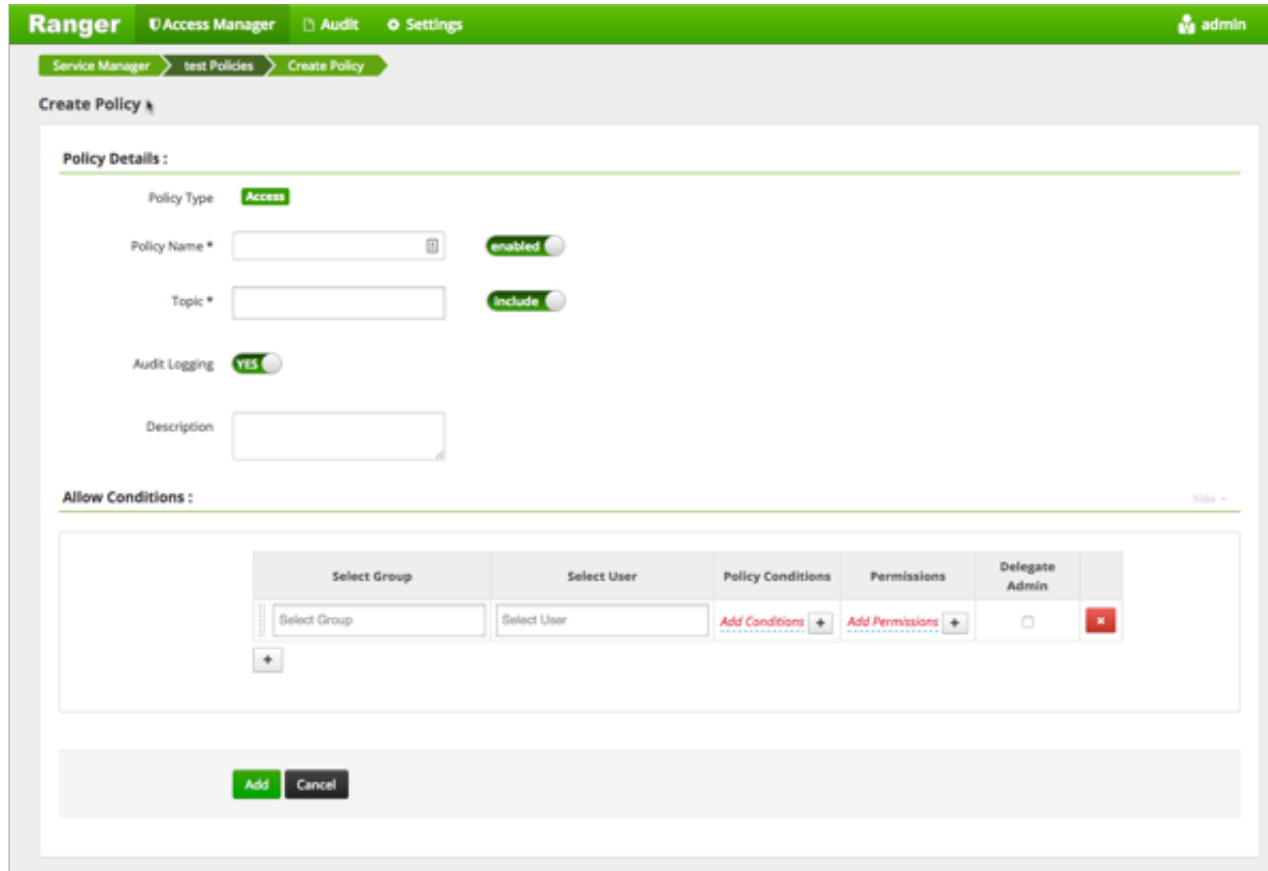 Ranger Access Manager Audit Settings admin
Service Manager test Policies Create Policy
Create Policy
Policy Details :
Policy Type Access
Policy Name * enabled
Topic * include
Audit Logging YES
Description
Allow Conditions : hide
Select Group Select User Policy Conditions Permissions Delegate Admin
Select Group Select User Add Conditions + Add Permissions +
+
Add Cancel